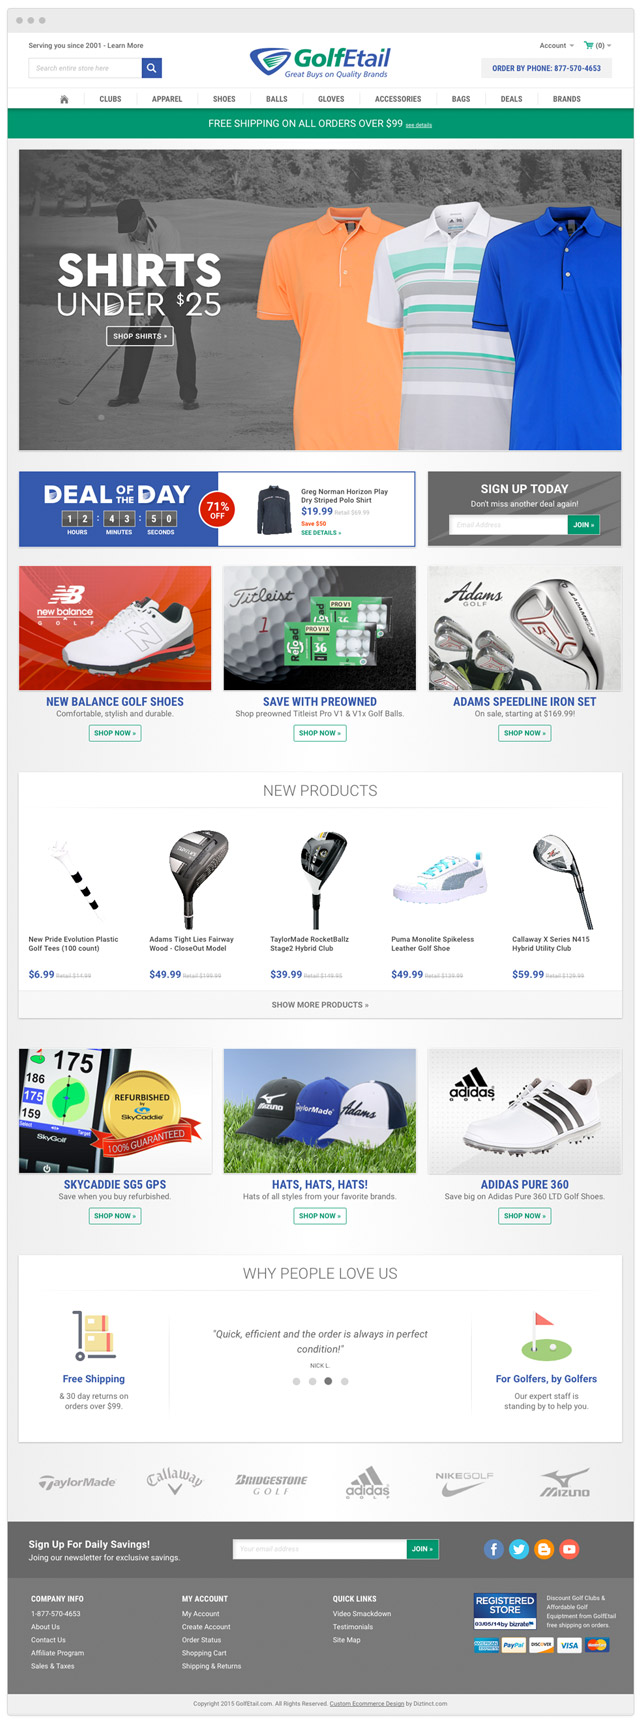 Serving you since 2001 - Learn More
Account
(0)
Search entire store here
GolfEtail
Great Buys on Quality Brands
ORDER BY PHONE: 877-570-4653
CLUBS APPAREL SHOES BALLS GLOVES ACCESSORIES BAGS DEALS BRANDS
FREE SHIPPING ON ALL ORDERS OVER $99 see details
SHIRTS
UNDER $25
SHOP SHIRTS
DEAL OF THE DAY
12 : 43 : 50
HOURS MINUTES SECONDS
71%
OFF
Greg Norman Horizon Play
Dry Striped Polo Shirt
$19.99 Retail $69.99
Save $50
SEE DETAILS »
SIGN UP TODAY
Don't miss another deal again!
Email Address
JOIN »
NB
new balance
GOLF
N
Titleist
1
PRO V1
PRO V1X
Reload
36
36
Adams
GOLF
NEW BALANCE GOLF SHOES
Comfortable, stylish and durable.
SHOP NOW »
SAVE WITH PREOWNED
Shop preowned Titleist Pro V1 & V1x Golf Balls.
SHOP NOW »
ADAMS SPEEDLINE IRON SET
On sale, starting at $169.99!
SHOP NOW »
NEW PRODUCTS
New Pride Evolution Plastic
Golf Tees (100 count)
$6.99 Retail $14.99
Adams Tight Lies Fairway
Wood - CloseOut Model
$49.99 Retail $199.99
TaylorMade RocketBallz
Stage2 Hybrid Club
$39.99 Retail $149.95
Puma Monolite Spikeless
Leather Golf Shoe
$49.99 Retail $139.99
Callaway X Series N415
Hybrid Utility Club
$59.99 Retail $129.99
SHOW MORE PRODUCTS »
175
186
175
159
Select
Target
SkyGolf
REFURBISHED
by
SkyCaddie
100% GUARANTEED
MIZUNO
TaylorMade
Adams
adidas
GOLF
SKYCADDIE SG5 GPS
Save when you buy refurbished.
SHOP NOW »
HATS, HATS, HATS!
Hats of all styles from your favorite brands.
SHOP NOW »
ADIDAS PURE 360
Save big on Adidas Pure 360 LTD Golf Shoes.
SHOP NOW »
WHY PEOPLE LOVE US
Free Shipping
& 30 day returns on
orders over $99.
"Quick, efficient and the order is always in perfect
condition!"
NICK L.
For Golfers, by Golfers
Our expert staff is
standing by to help you.
TaylorMade
Callaway
BRIDGESTONE
GOLF
adidas
GOLF
NIKEGOLF
MIZUNO
Sign Up For Daily Savings!
Joing our newsletter for exclusive savings.
Your email address
JOIN »
COMPANY INFO
1-877-570-4653
About Us
Contact Us
Affiliate Program
Sales & Taxes
MY ACCOUNT
My Account
Create Account
Order Status
Shopping Cart
Shipping & Returns
QUICK LINKS
Video Smackdown
Testimonials
Site Map
REGISTERED
STORE
03/05/14 by bizrate
Discount Golf Clubs &
Affordable Golf
Equiptment from GolfEtail
free shipping on orders.
AMERICAN EXPRESS
PayPal
DISCOVER
VISA
MasterCard
Copyright 2015 GolfEtail.com. All Rights Reserved. Custom Ecommerce Design by Diztinct.com